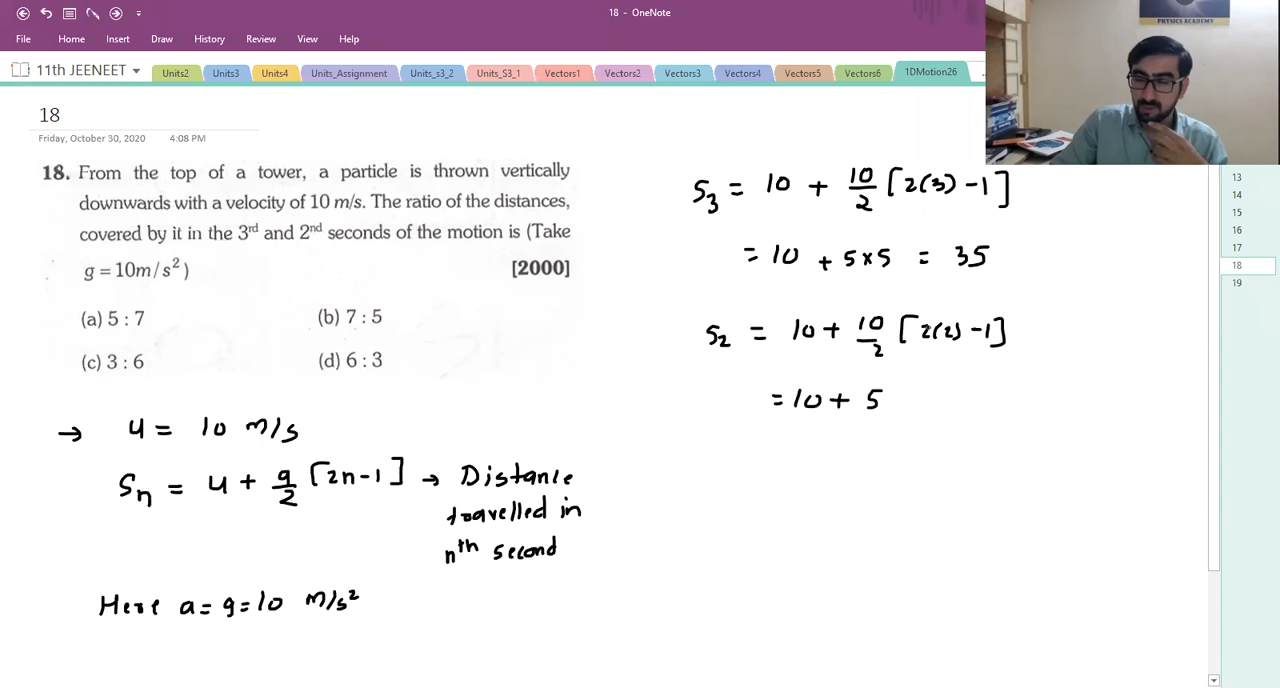 18 - OneNote
File Home Insert Draw History Review View Help
11th JEENEET Units2 Units3 Units4 Units_Assignment Units_s3_2 Units_S3_1 Vectors1 Vectors2 Vectors3 Vectors4 Vectors5 Vectors6 1DMotion26 ...
PHYSICS ACADEMY
18
Friday, October 30, 2020 4:08 PM
18. From the top of a tower, a particle is thrown vertically
downwards with a velocity of 10 m/s. The ratio of the distances,
covered by it in the 3rd and 2nd seconds of the motion is (Take
g = 10m/s²) [2000]
(a) 5 : 7 (b) 7 : 5
(c) 3 : 6 (d) 6 : 3
→ u = 10 m/s
Sn = u + a/2 [2n-1] → Distance
travelled in
nth second
Here a = g = 10 m/s²
S3 = 10 + 10/2 [2(3) - 1]
= 10 + 5×5 = 35
S2 = 10 + 10/2 [2(2) - 1]
= 10 + 5
13
14
15
16
17
18
19